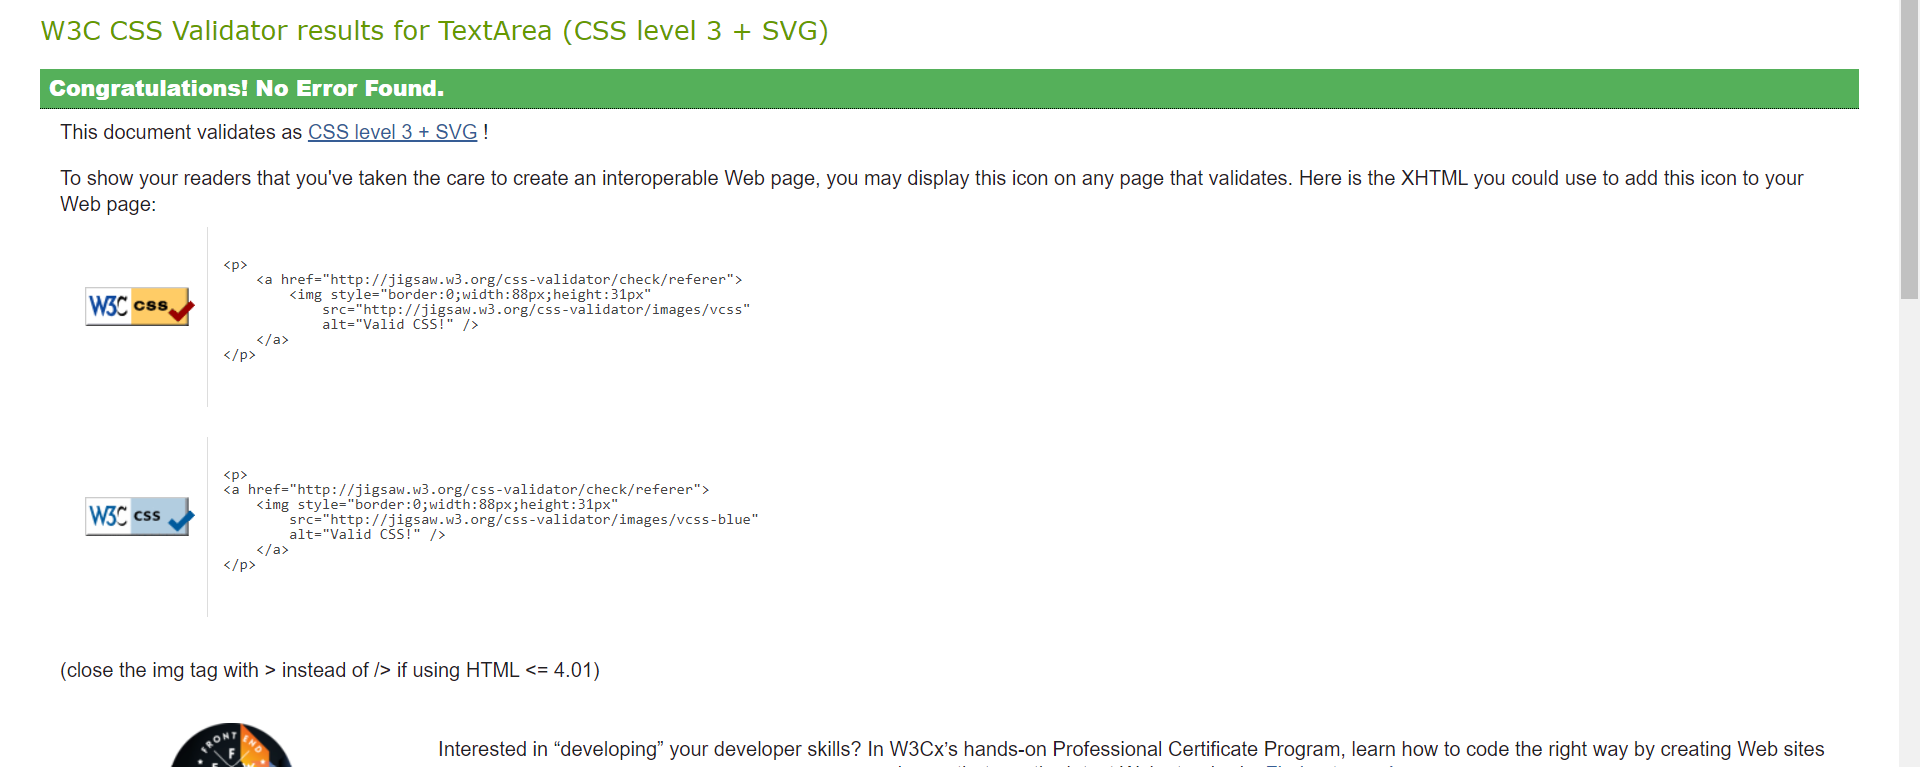 W3C CSS Validator results for TextArea (CSS level 3 + SVG)
Congratulations! No Error Found.
This document validates as CSS level 3 + SVG !
To show your readers that you've taken the care to create an interoperable Web page, you may display this icon on any page that validates. Here is the XHTML you could use to add this icon to your
Web page:
<p>
    <a href="http://jigsaw.w3.org/css-validator/check/referer">
        <img style="border:0;width:88px;height:31px"
            src="http://jigsaw.w3.org/css-validator/images/vcss"
            alt="Valid CSS!" />
    </a>
</p>
W3C css
<p>
<a href="http://jigsaw.w3.org/css-validator/check/referer">
    <img style="border:0;width:88px;height:31px"
        src="http://jigsaw.w3.org/css-validator/images/vcss-blue"
        alt="Valid CSS!" />
    </a>
</p>
W3C css
(close the img tag with > instead of /> if using HTML <= 4.01)
FRONT END
F
Interested in “developing” your developer skills? In W3Cx’s hands-on Professional Certificate Program, learn how to code the right way by creating Web sites